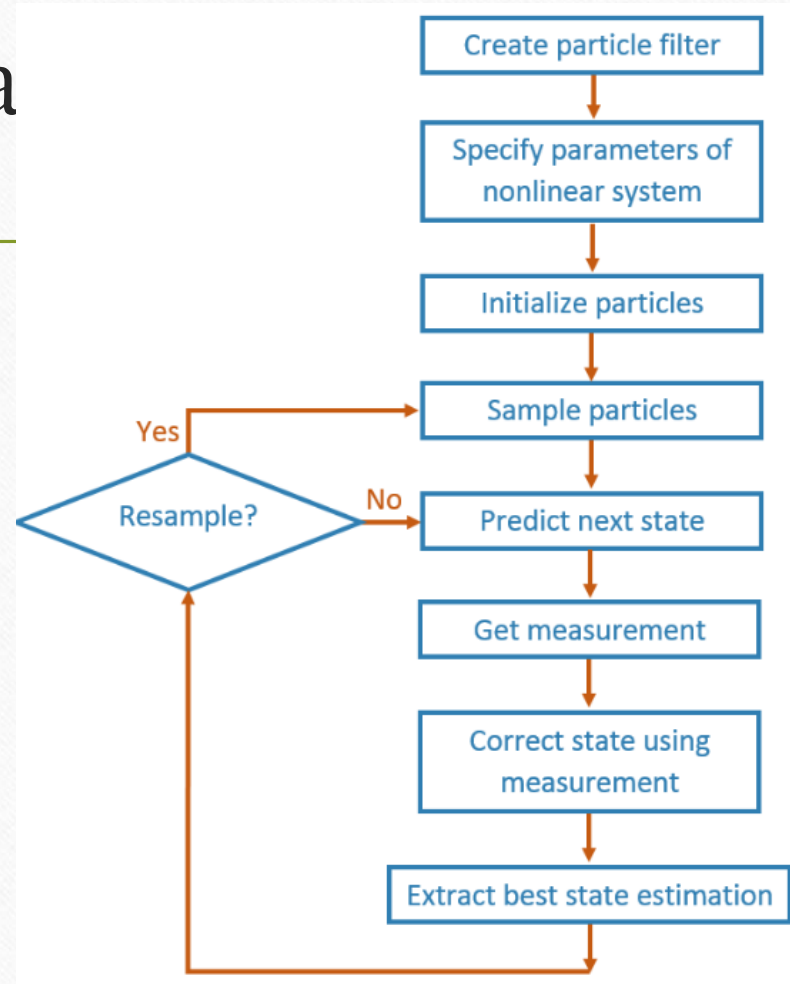 a
Create particle filter
Specify parameters of
nonlinear system
Initialize particles
Sample particles
Yes
Resample?
No
Predict next state
Get measurement
Correct state using
measurement
Extract best state estimation